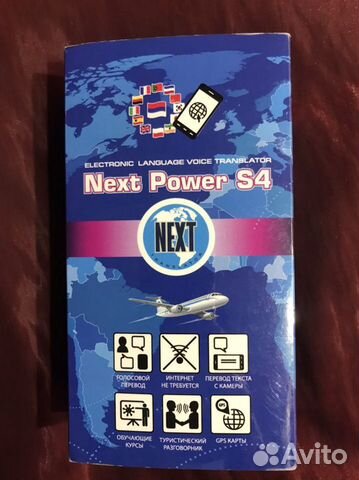 ELECTRONIC LANGUAGE VOICE TRANSLATOR
Next Power S4
NEXT
TRANSLATOR
ГОЛОСОВОЙ ПЕРЕВОД
ИНТЕРНЕТ НЕ ТРЕБУЕТСЯ
ПЕРЕВОД ТЕКСТА С КАМЕРЫ
ОБУЧАЮЩИЕ КУРСЫ
ТУРИСТИЧЕСКИЙ РАЗГОВОРНИК
GPS КАРТЫ
Avito